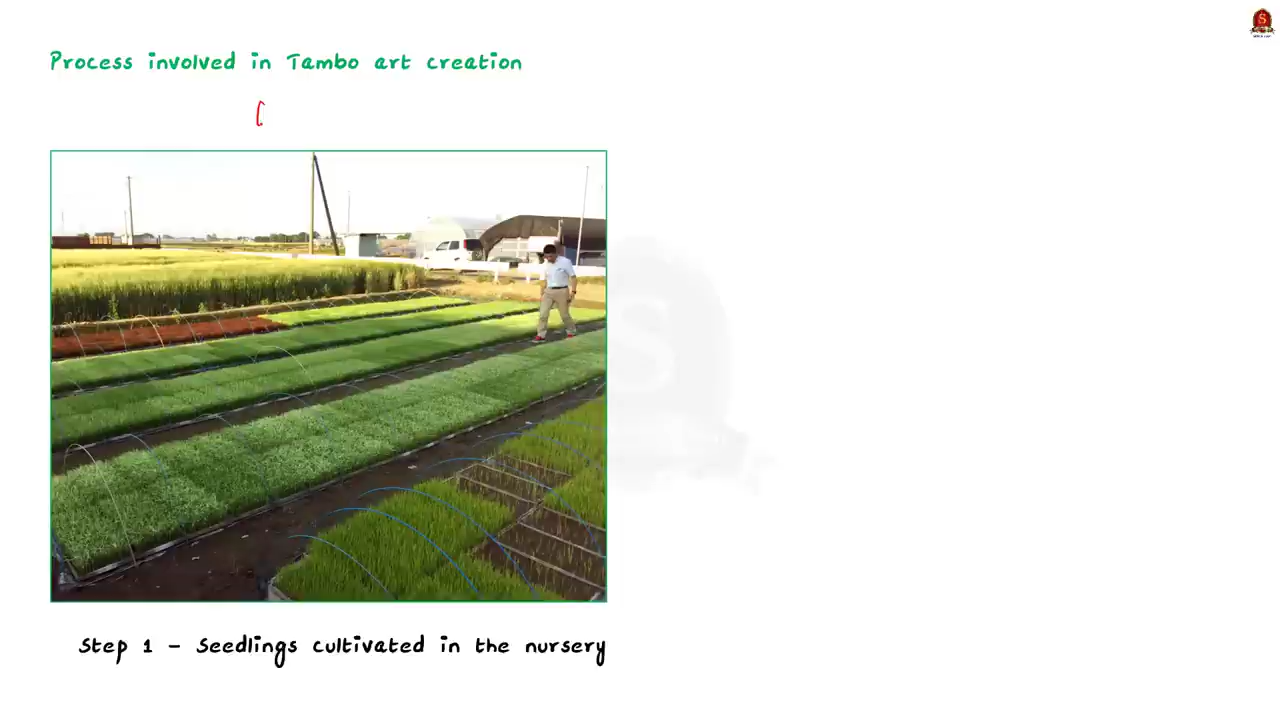 Process involved in Tambo art creation
Step 1 - Seedlings cultivated in the nursery